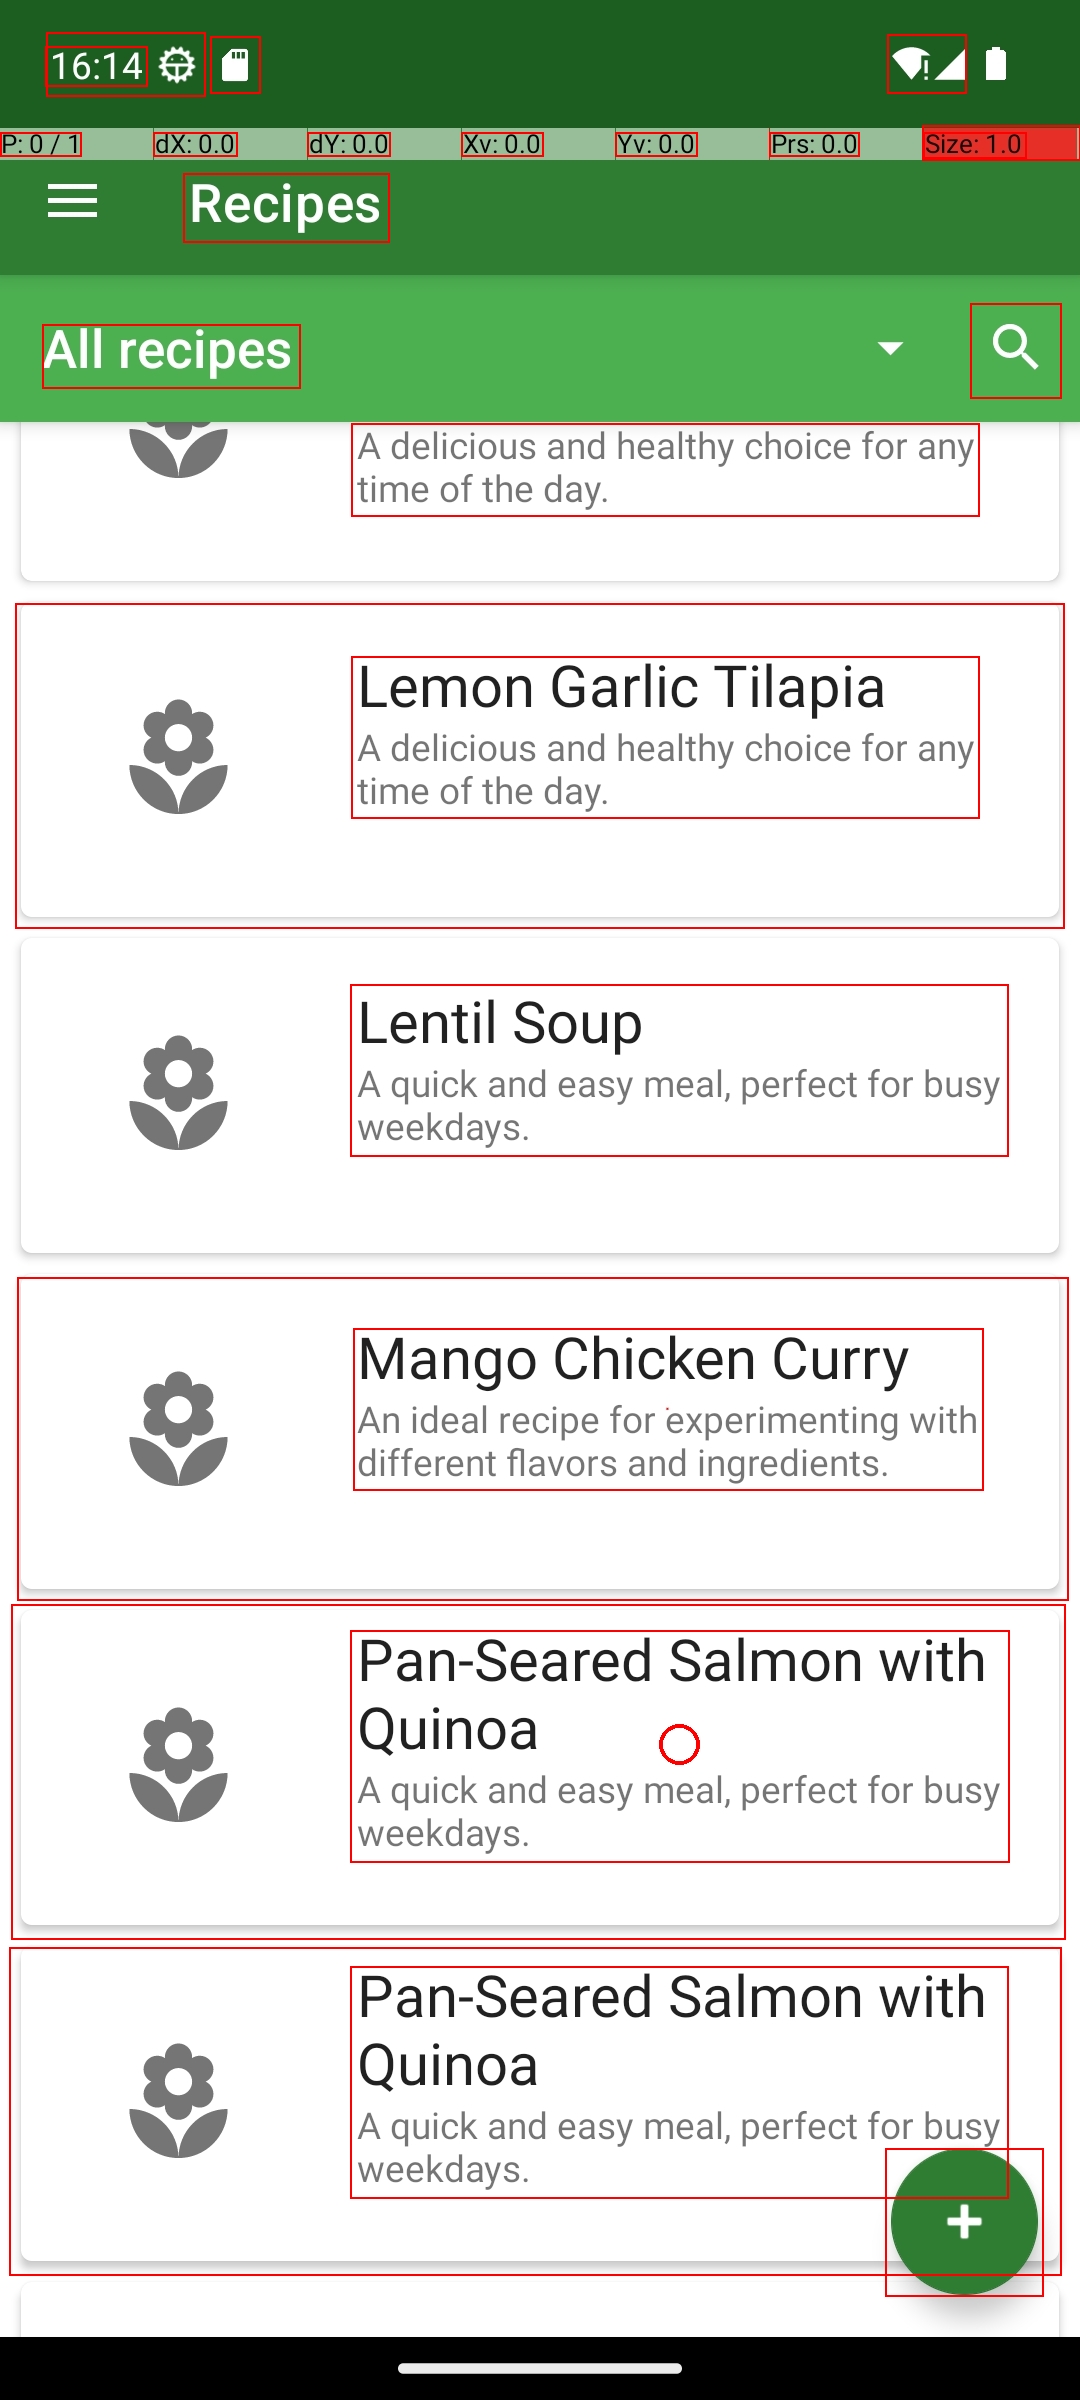 16:14
P: 0 / 1 dX: 0.0 dY: 0.0 Xv: 0.0 Yv: 0.0 Prs: 0.0 Size: 1.0
Recipes
All recipes
A delicious and healthy choice for any
time of the day.
Lemon Garlic Tilapia
A delicious and healthy choice for any
time of the day.
Lentil Soup
A quick and easy meal, perfect for busy
weekdays.
Mango Chicken Curry
An ideal recipe for experimenting with
different flavors and ingredients.
Pan-Seared Salmon with
Quinoa
A quick and easy meal, perfect for busy
weekdays.
Pan-Seared Salmon with
Quinoa
A quick and easy meal, perfect for busy
weekdays.